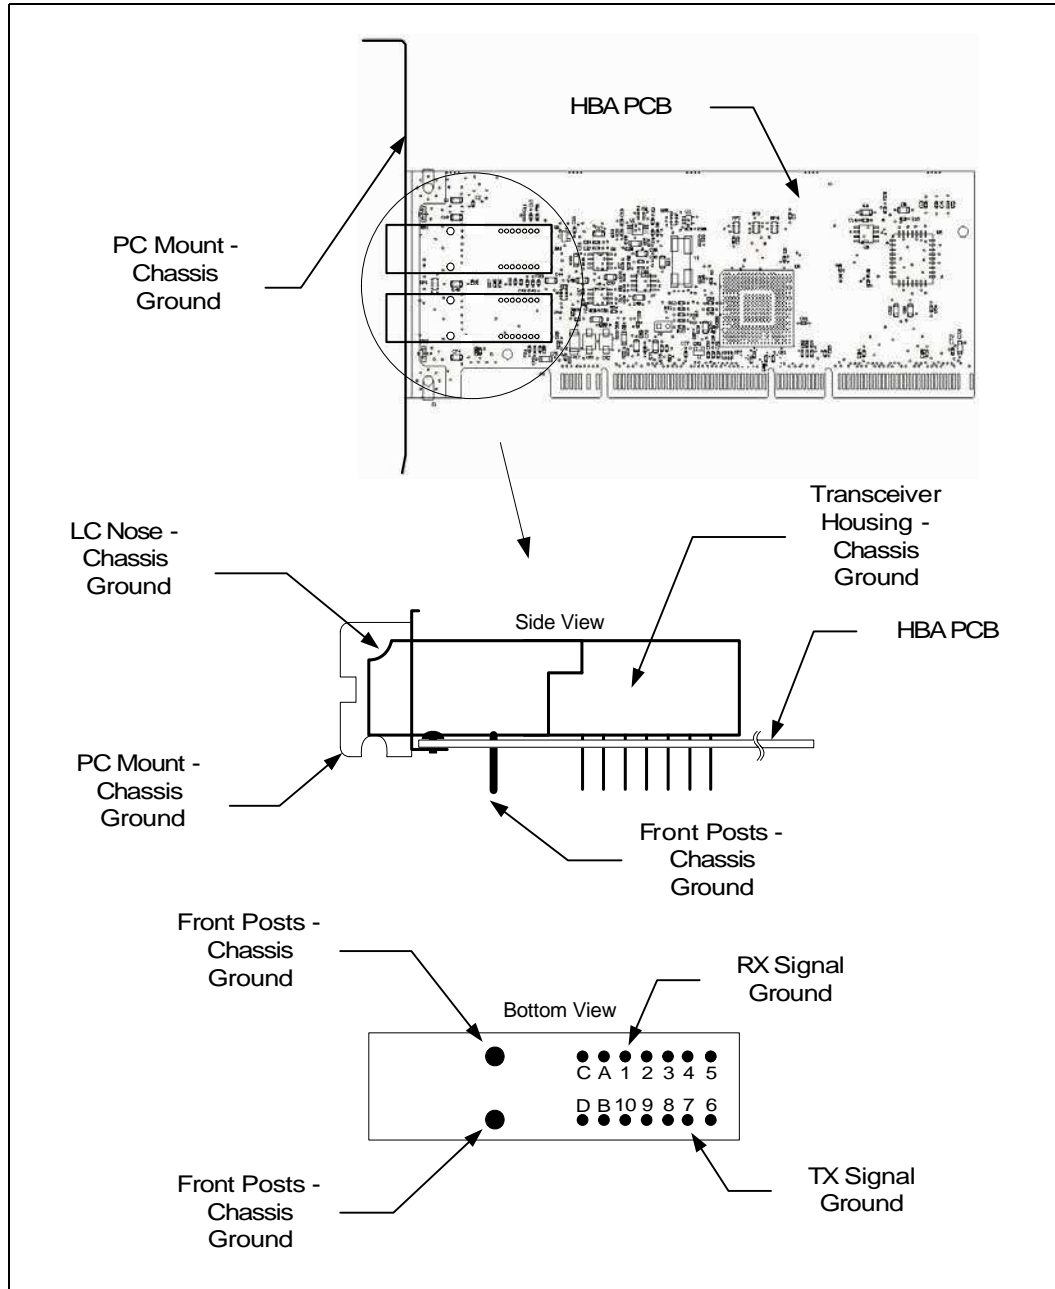 HBA PCB
PC Mount -
Chassis
Ground
Transceiver
Housing -
Chassis
Ground
LC Nose -
Chassis
Ground
Side View
HBA PCB
PC Mount -
Chassis
Ground
Front Posts -
Chassis
Ground
Front Posts -
Chassis
Ground
RX Signal
Ground
Bottom View
C A 1 2 3 4 5
D B 10 9 8 7 6
TX Signal
Ground
Front Posts -
Chassis
Ground